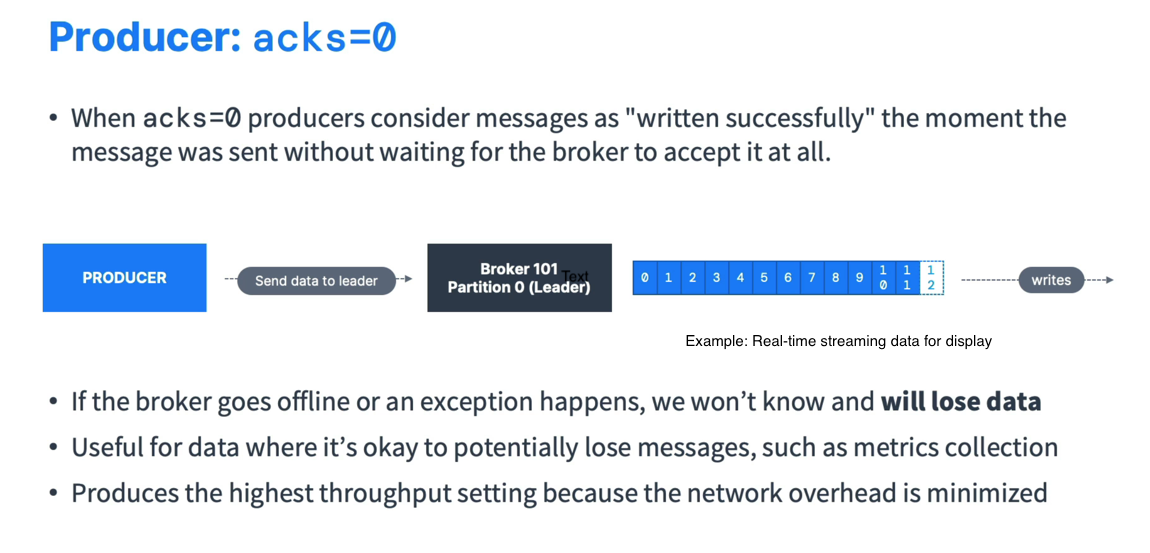 Producer: acks=0
• When acks=0 producers consider messages as "written successfully" the moment the
message was sent without waiting for the broker to accept it at all.
PRODUCER
Send data to leader
Broker 101
Text
Partition 0 (Leader)
0 1 2 3 4 5 6 7 8 9 10 11 12
writes
Example: Real-time streaming data for display
• If the broker goes offline or an exception happens, we won’t know and will lose data
• Useful for data where it’s okay to potentially lose messages, such as metrics collection
• Produces the highest throughput setting because the network overhead is minimized